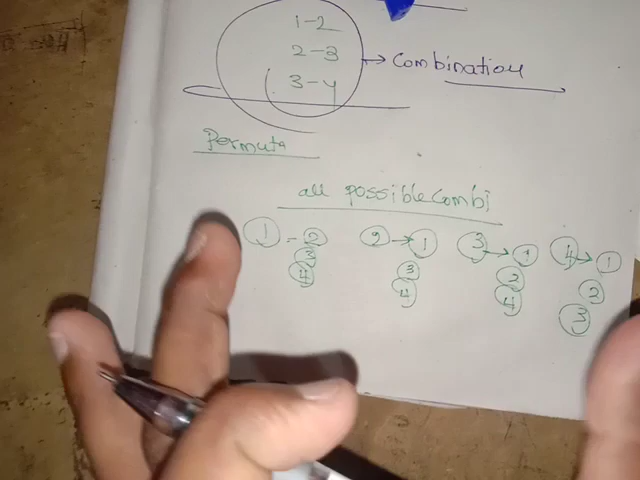 1-2
2-3
3-4
→ Combination
Permuta
all possible Combi
1 - 2 2 → 1 3 → 1 4 → 1
3 3 2 2
4 4 4 3